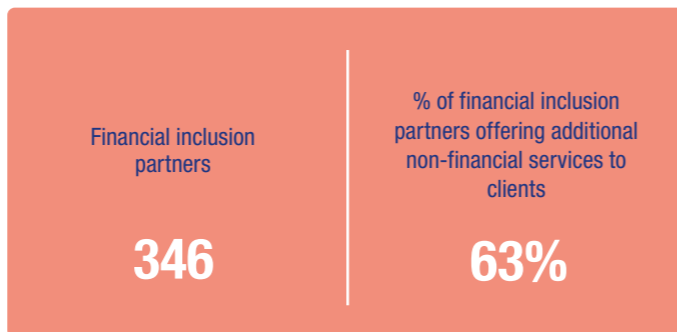 Financial inclusion
partners
346
% of financial inclusion
partners offering additional
non-financial services to
clients
63%